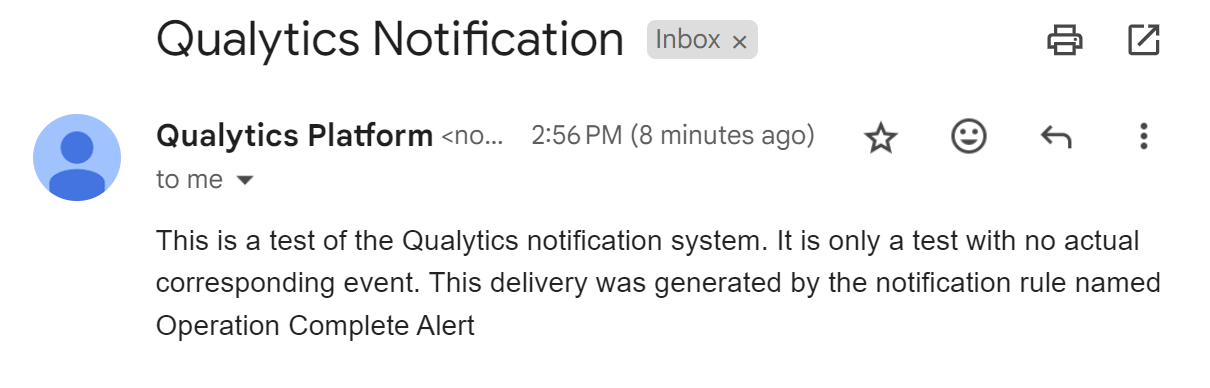 Qualytics Notification Inbox ×
Qualytics Platform <no... 2:56 PM (8 minutes ago)
to me
This is a test of the Qualytics notification system. It is only a test with no actual
corresponding event. This delivery was generated by the notification rule named
Operation Complete Alert